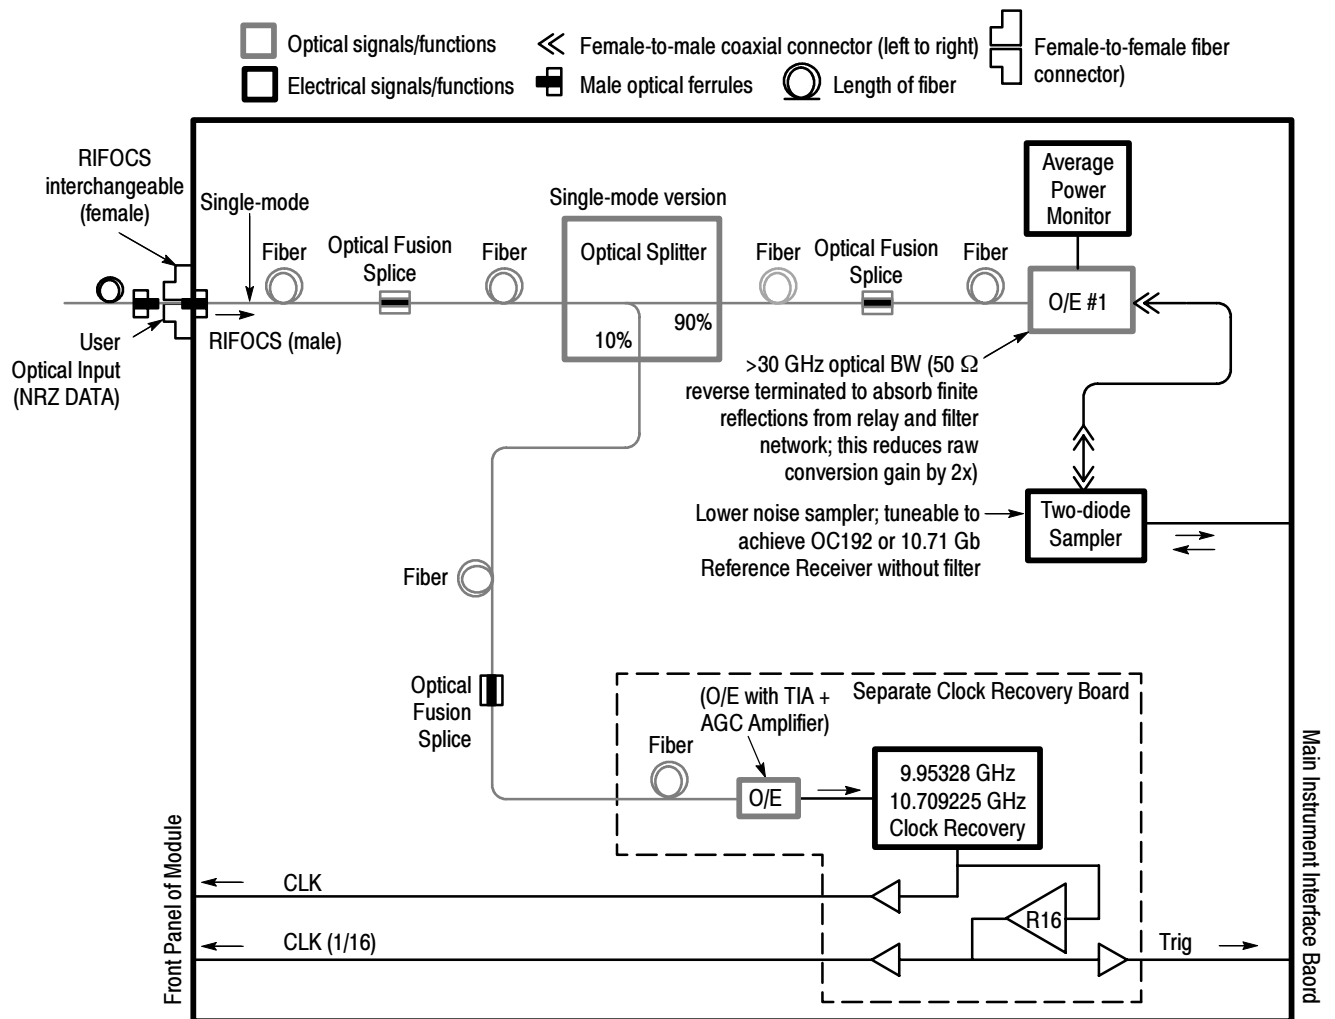 Optical signals/functions
Female-to-male coaxial connector (left to right)
Female-to-female fiber
connector)
Electrical signals/functions
Male optical ferrules
Length of fiber
RIFOCS
interchangeable
(female)
Single-mode
Fiber
Optical Fusion
Splice
Fiber
Single-mode version
Optical Splitter
90%
10%
Fiber
Optical Fusion
Splice
Fiber
Average
Power
Monitor
O/E #1
RIFOCS (male)
User
Optical Input
(NRZ DATA)
>30 GHz optical BW (50 Ω
reverse terminated to absorb finite
reflections from relay and filter
network; this reduces raw
conversion gain by 2x)
Lower noise sampler; tuneable to
achieve OC192 or 10.71 Gb
Reference Receiver without filter
Two-diode
Sampler
Fiber
Optical
Fusion
Splice
(O/E with TIA +
AGC Amplifier)
Separate Clock Recovery Board
Fiber
O/E
9.95328 GHz
10.709225 GHz
Clock Recovery
CLK
R16
CLK (1/16)
Trig
Front Panel of Module
Main Instrument Interface Baord